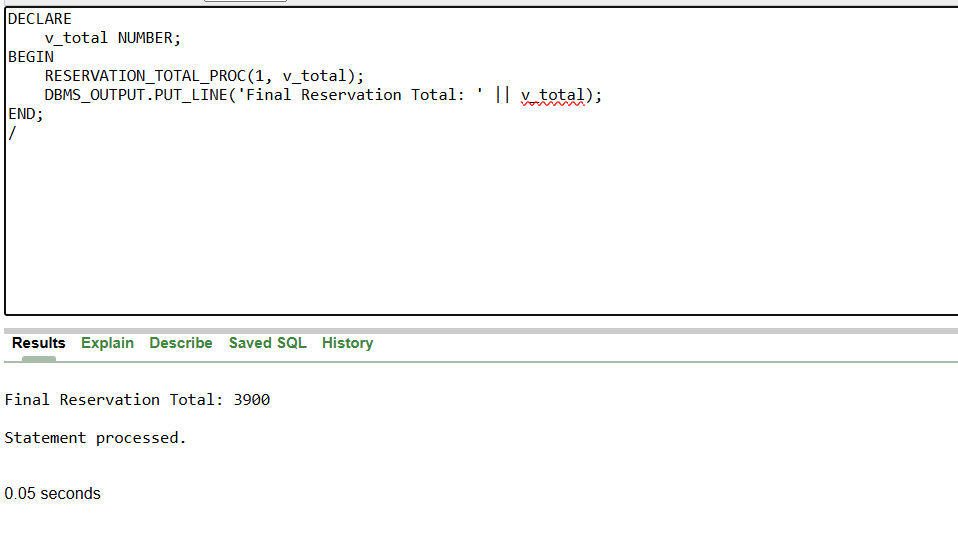 DECLARE
    v_total NUMBER;
BEGIN
    RESERVATION_TOTAL_PROC(1, v_total);
    DBMS_OUTPUT.PUT_LINE('Final Reservation Total: ' || v_total);
END;
/
Results Explain Describe Saved SQL History
Final Reservation Total: 3900
Statement processed.
0.05 seconds